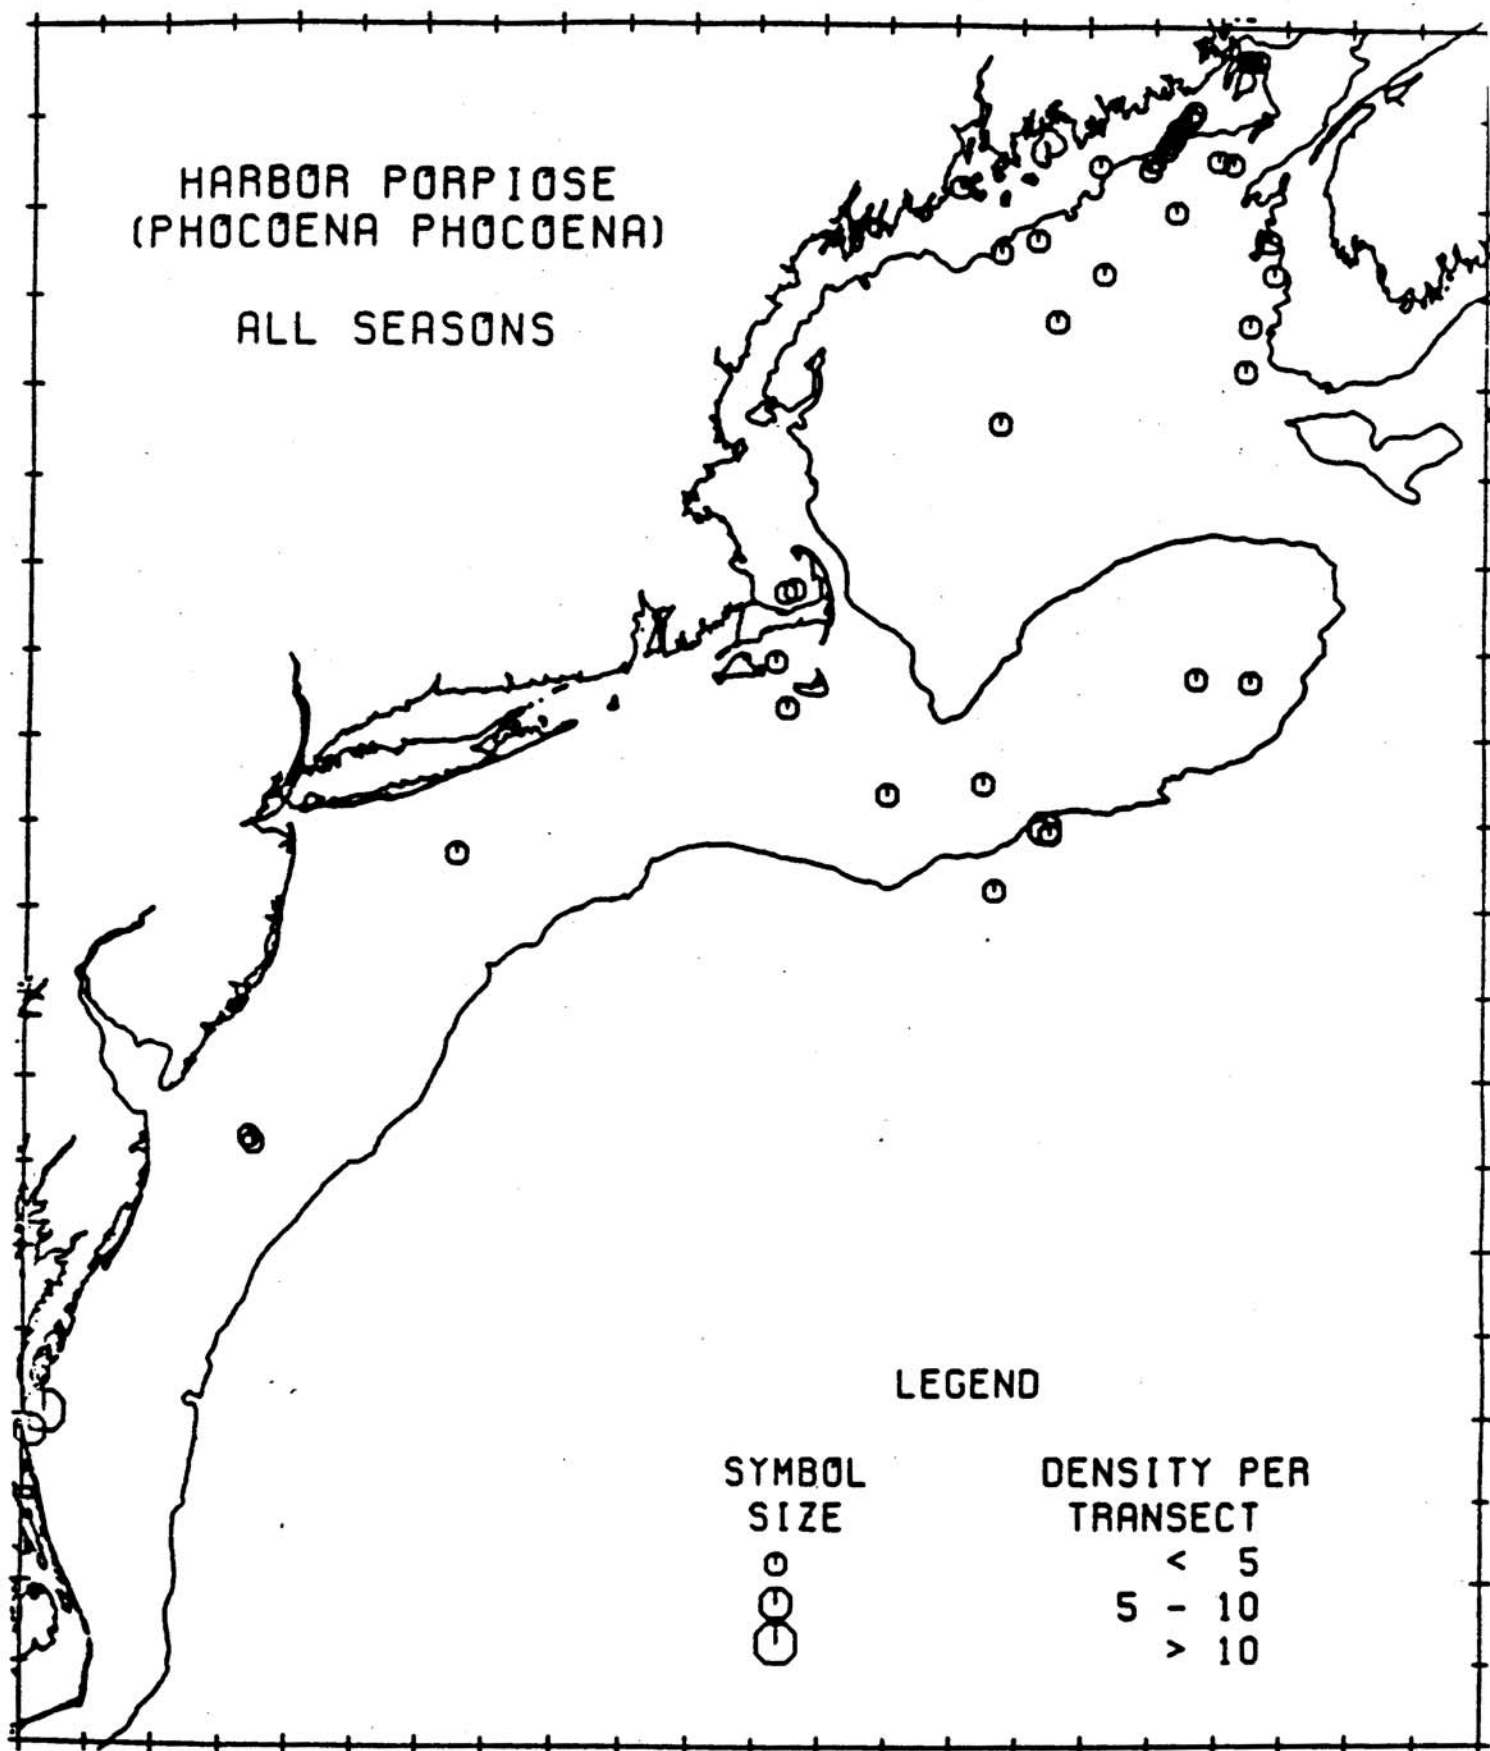 HARBOR PORPIOSE
(PHOCOENA PHOCOENA)
ALL SEASONS
LEGEND
SYMBOL SIZE
DENSITY PER TRANSECT
< 5
5 - 10
> 10